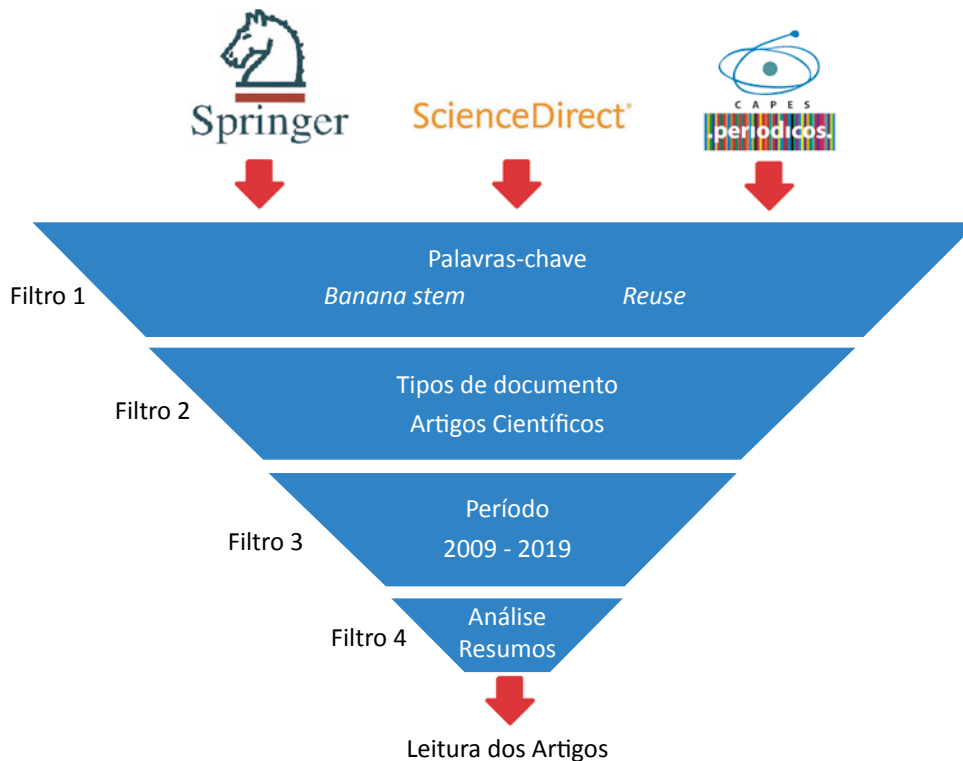 Springer
ScienceDirect®
CAPES
.periodicos.
Palavras-chave
Filtro 1
Banana stem Reuse
Tipos de documento
Filtro 2
Artigos Científicos
Período
Filtro 3
2009 - 2019
Análise
Filtro 4
Resumos
Leitura dos Artigos